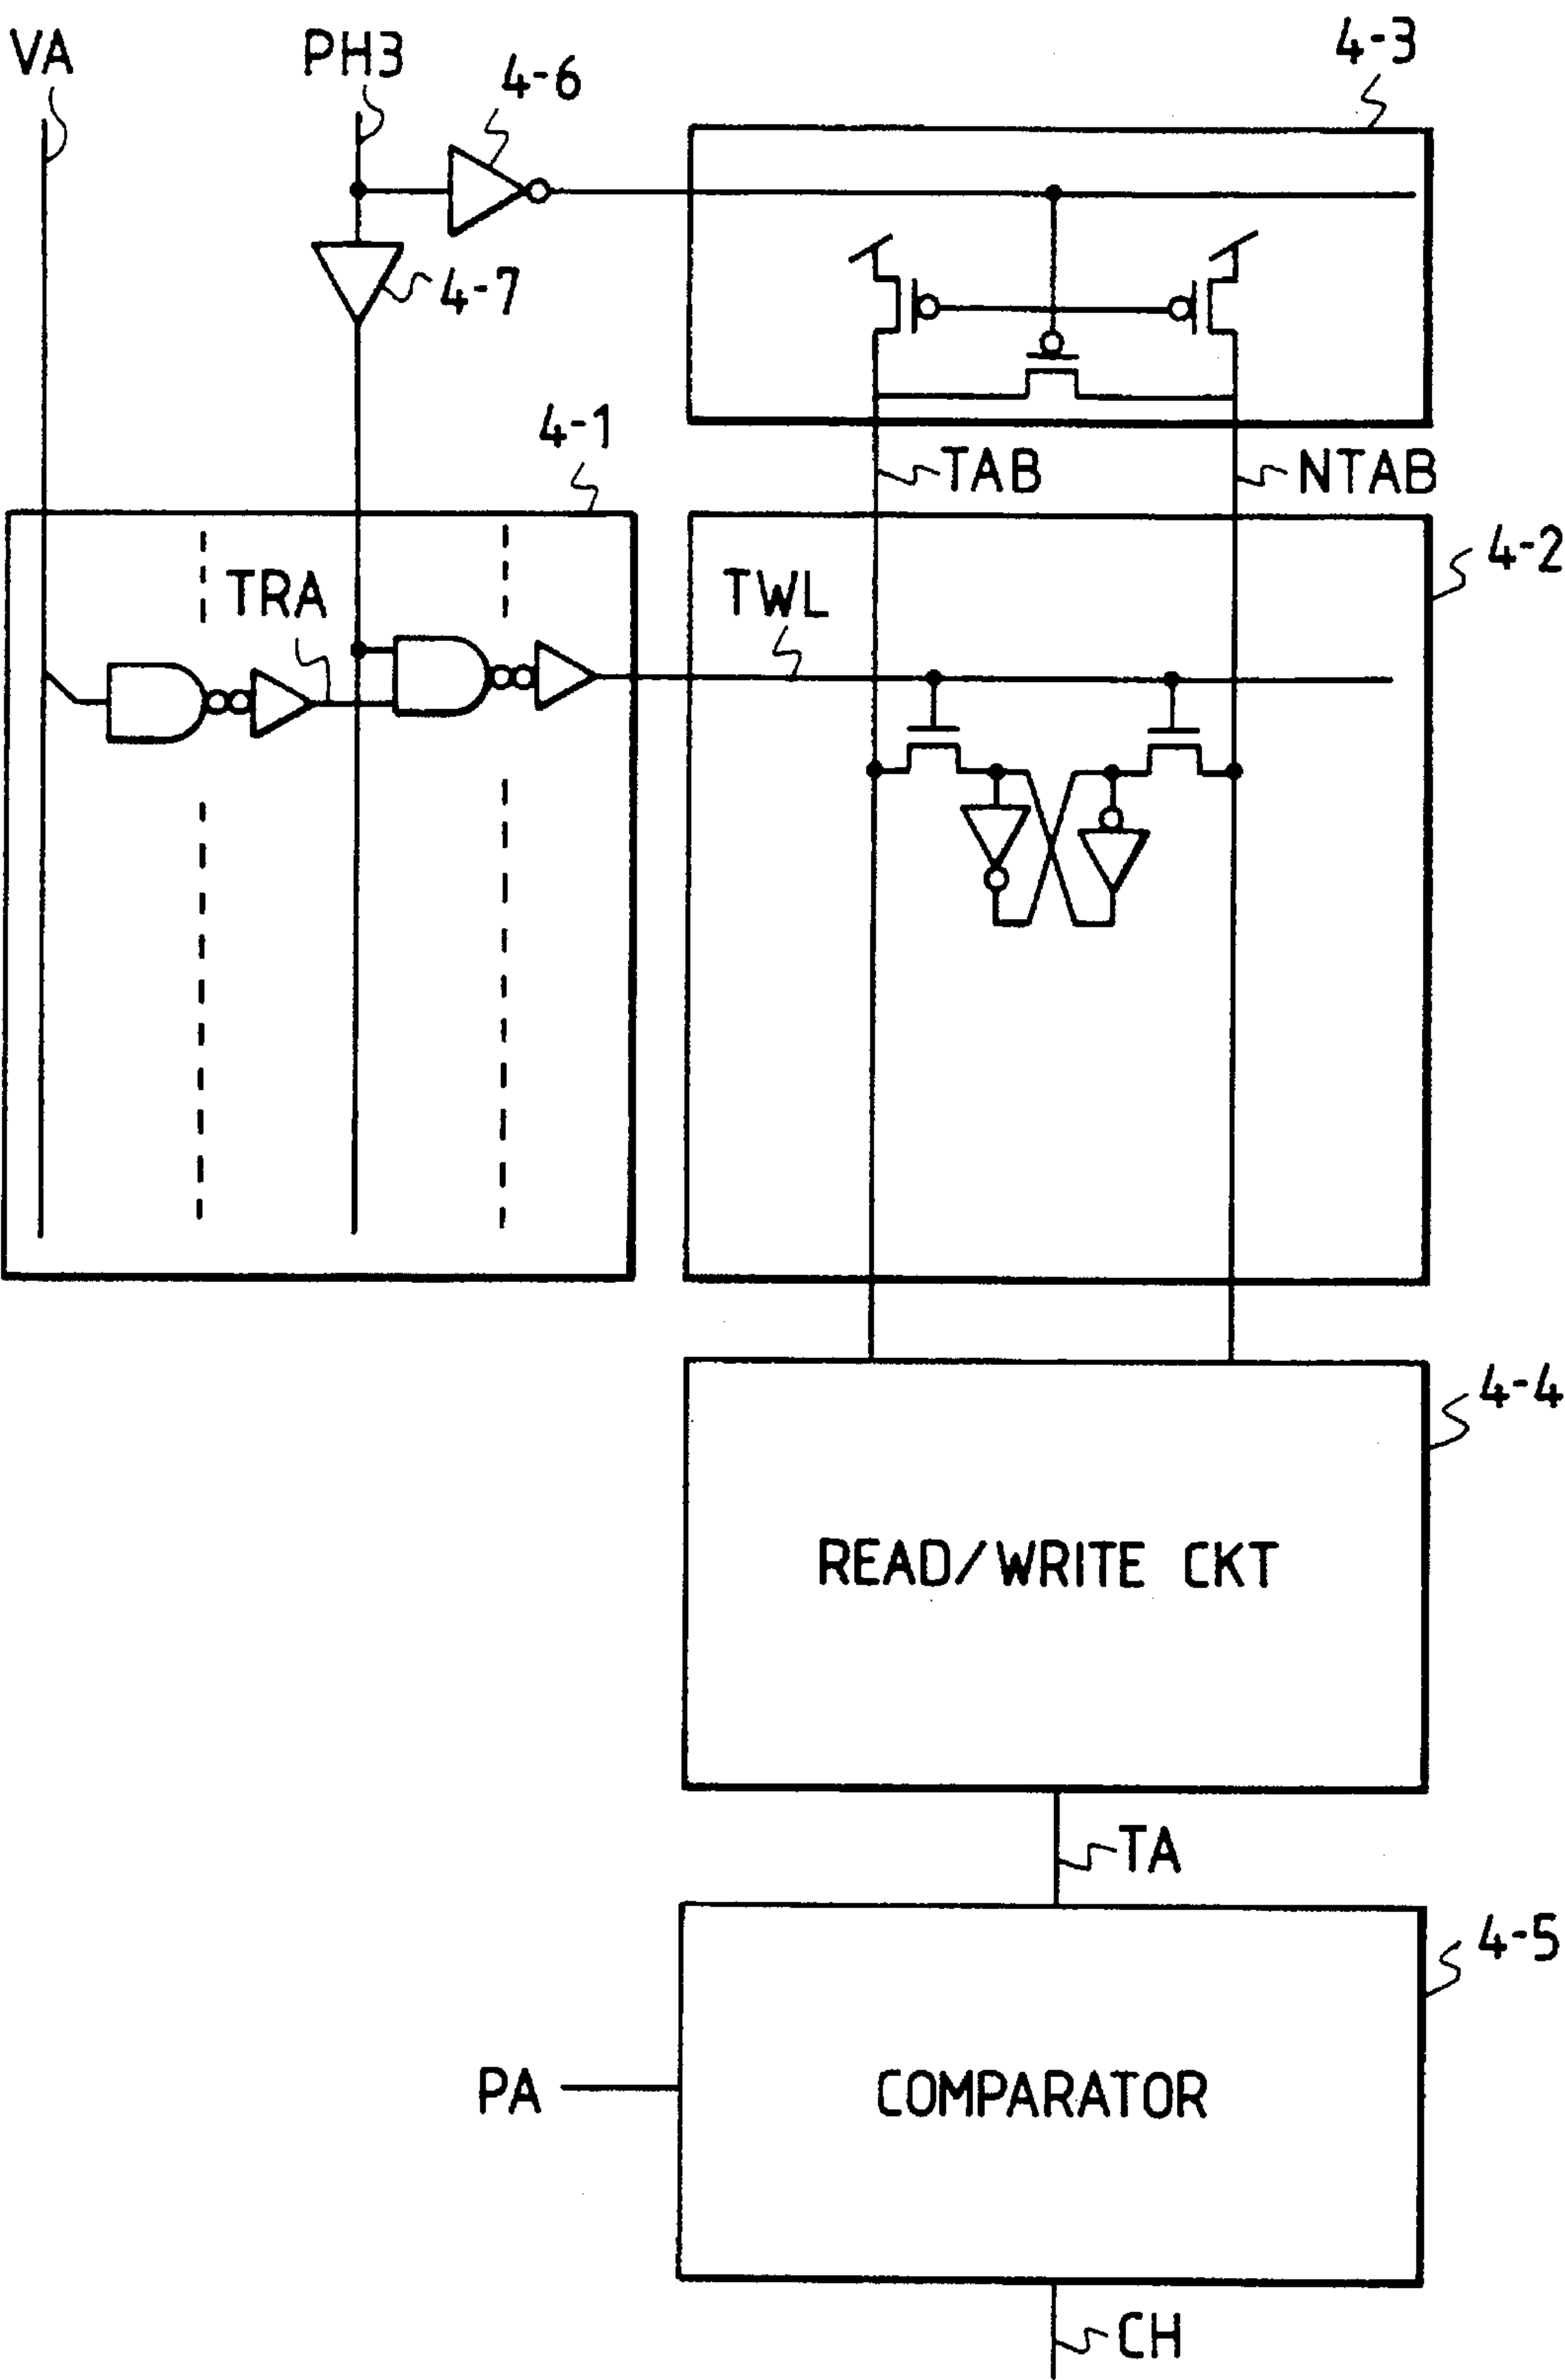 VA
PH3
4-6
4-3
4-7
4-1
TAB
NTAB
4-2
TRA
TWL
4-4
READ/WRITE CKT
TA
4-5
PA
COMPARATOR
CH